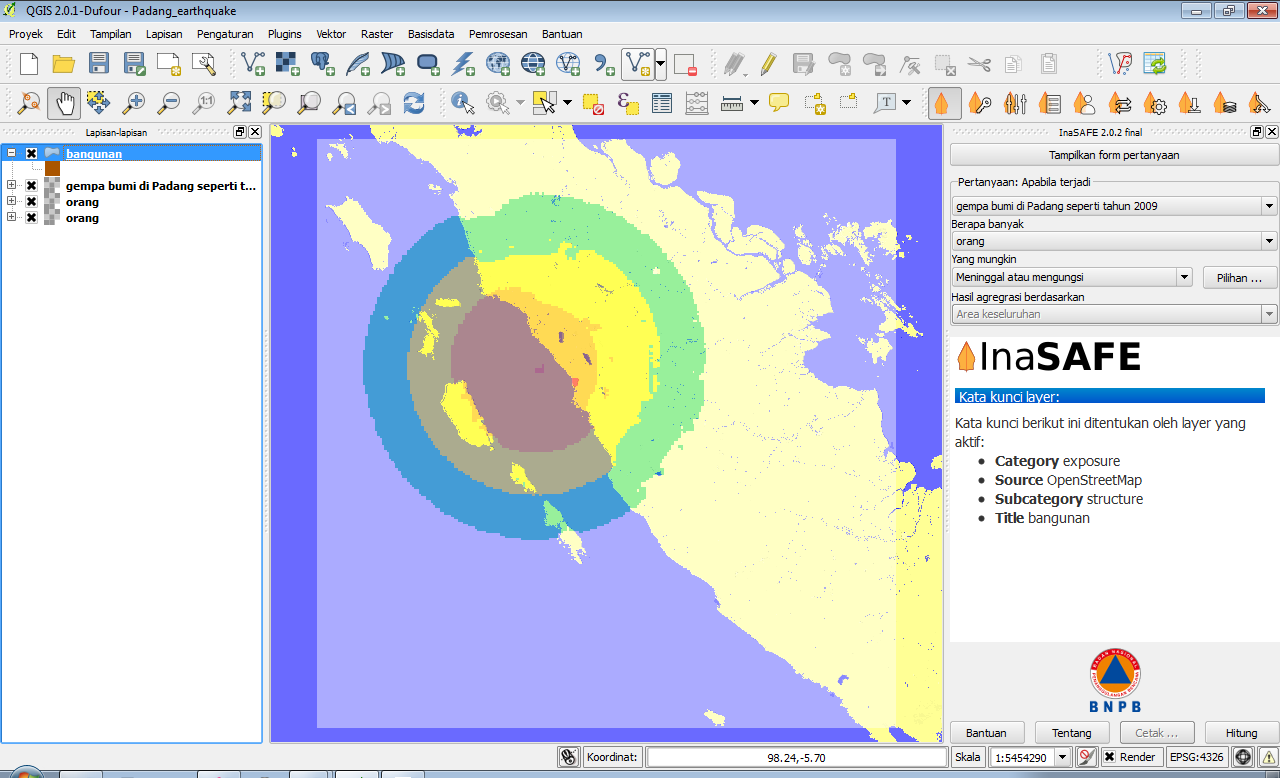 QGIS 2.0.1-Dufour - Padang_earthquake
Proyek Edit Tampilan Lapisan Pengaturan Plugins Vektor Raster Basisdata Pemrosesan Bantuan
Lapisan-lapisan
bangunan
gempa bumi di Padang seperti t...
orang
orang
InaSAFE 2.0.2 final
Tampilkan form pertanyaan
Pertanyaan: Apabila terjadi
gempa bumi di Padang seperti tahun 2009
Berapa banyak
orang
Yang mungkin
Meninggal atau mengungsi
Pilihan ...
Hasil agregrasi berdasarkan
Area keseluruhan
InaSAFE
Kata kunci layer:
Kata kunci berikut ini ditentukan oleh layer yang
aktif:
Category exposure
Source OpenStreetMap
Subcategory structure
Title bangunan
BNPB
Bantuan Tentang Cetak ... Hitung
Koordinat: 98.24,-5.70 Skala 1:5454290 Render EPSG:4326